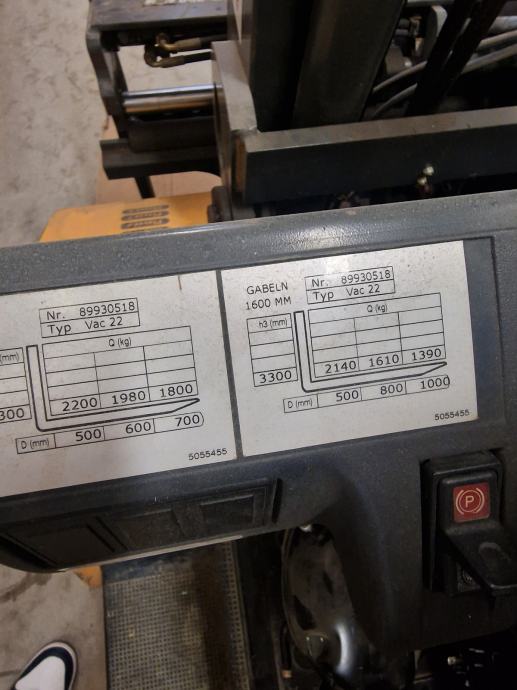 Nr. 89930518
Typ Vac 22
(mm)
Q (kg)
300
2200 1980 1800
D (mm) 500 600 700
5055455
GABELN
1600 MM
Nr. 89930518
Typ Vac 22
h3 (mm)
Q (kg)
3300
2140 1610 1390
D (mm) 500 800 1000
5055455
P